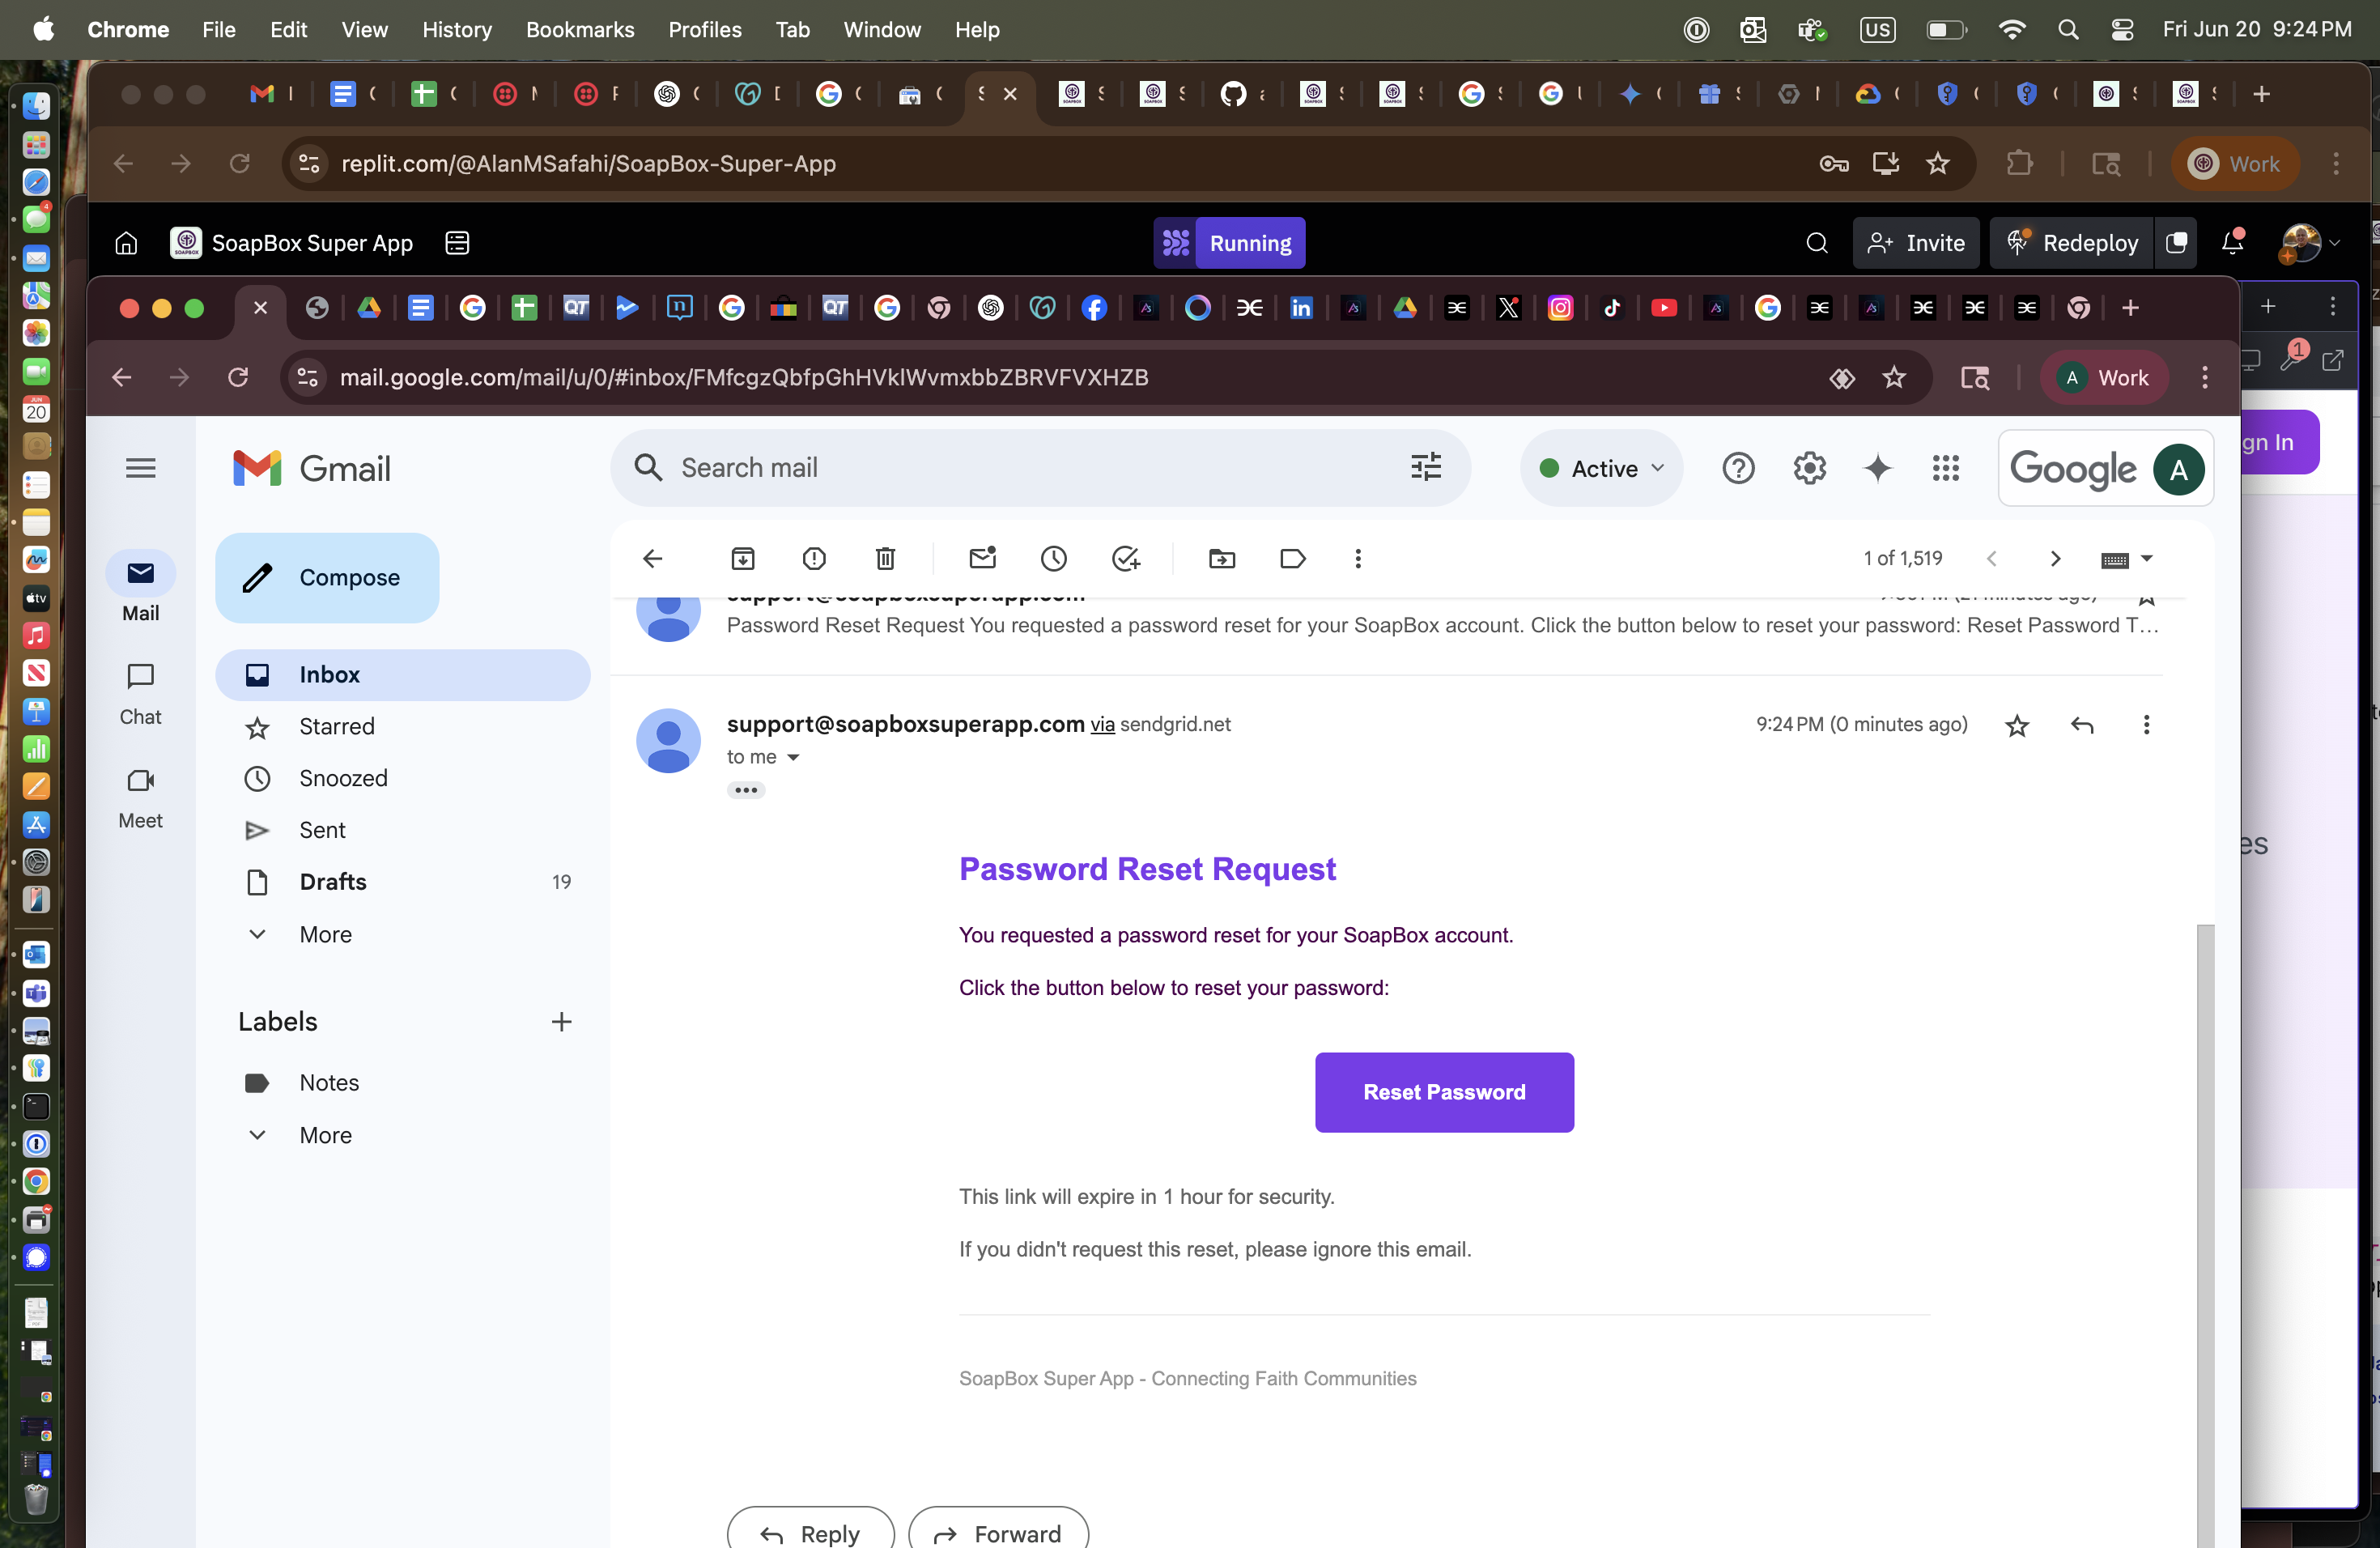 Chrome File Edit View History Bookmarks Profiles Tab Window Help US Fri Jun 20 9:24 PM
replit.com/@AlanMSafahi/SoapBox-Super-App Work
SoapBox Super App Running Invite Redeploy
mail.google.com/mail/u/0/#inbox/FMfcgzQbfpGhHVklWvmxbbZBRVFVXHZB Work
1
gn In
Gmail Search mail Active Google A
Compose
1 of 1,519
Mail
support@soapboxsuperapp.com
Password Reset Request You requested a password reset for your SoapBox account. Click the button below to reset your password: Reset Password T…
Inbox
Chat
Starred
support@soapboxsuperapp.com via sendgrid.net 9:24 PM (0 minutes ago)
to me
Snoozed
Meet
Sent
Drafts 19
More
Password Reset Request
You requested a password reset for your SoapBox account.
Click the button below to reset your password:
Labels
Notes
More
Reset Password
This link will expire in 1 hour for security.
If you didn't request this reset, please ignore this email.
SoapBox Super App - Connecting Faith Communities
Reply Forward